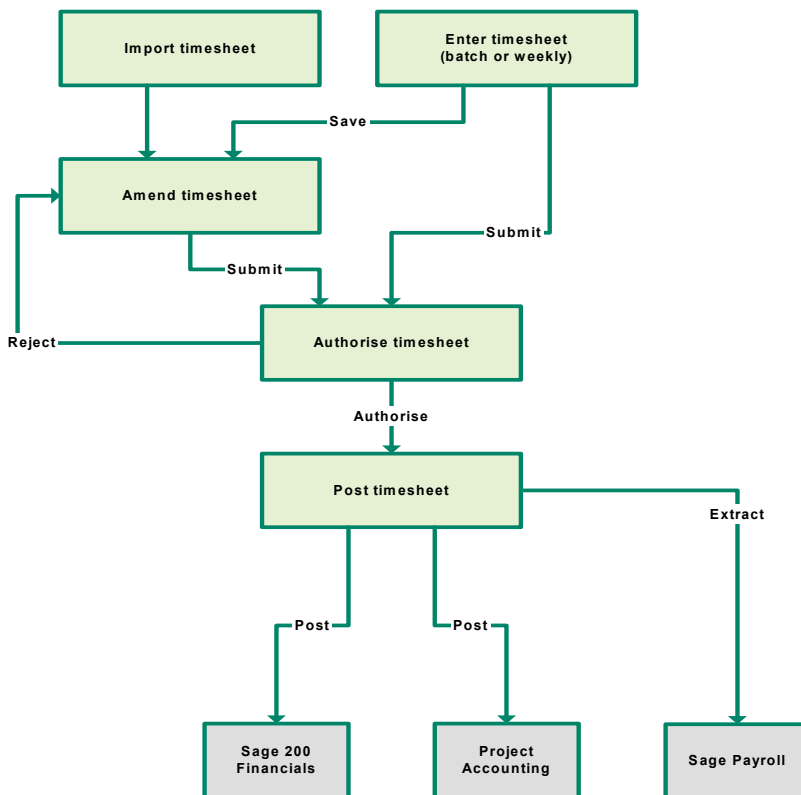 Import timesheet
Enter timesheet
(batch or weekly)
Save
Amend timesheet
Submit
Submit
Reject
Authorise timesheet
Authorise
Post timesheet
Extract
Post
Post
Sage 200
Financials
Project
Accounting
Sage Payroll